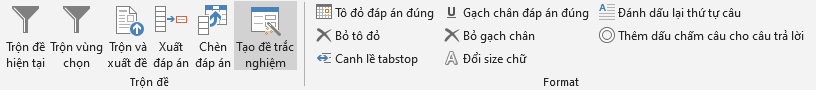 Trộn đề hiện tại
Trộn vùng chọn
Trộn và xuất đề
Xuất đáp án
Chèn đáp án
Tạo đề trắc nghiệm
Trộn đề
Tô đỏ đáp án đúng
Bỏ tô đỏ
Canh lề tabstop
U Gạch chân đáp án đúng
Bỏ gạch chân
A Đổi size chữ
Đánh dấu lại thứ tự câu
Thêm dấu chấm câu cho câu trả lời
Format